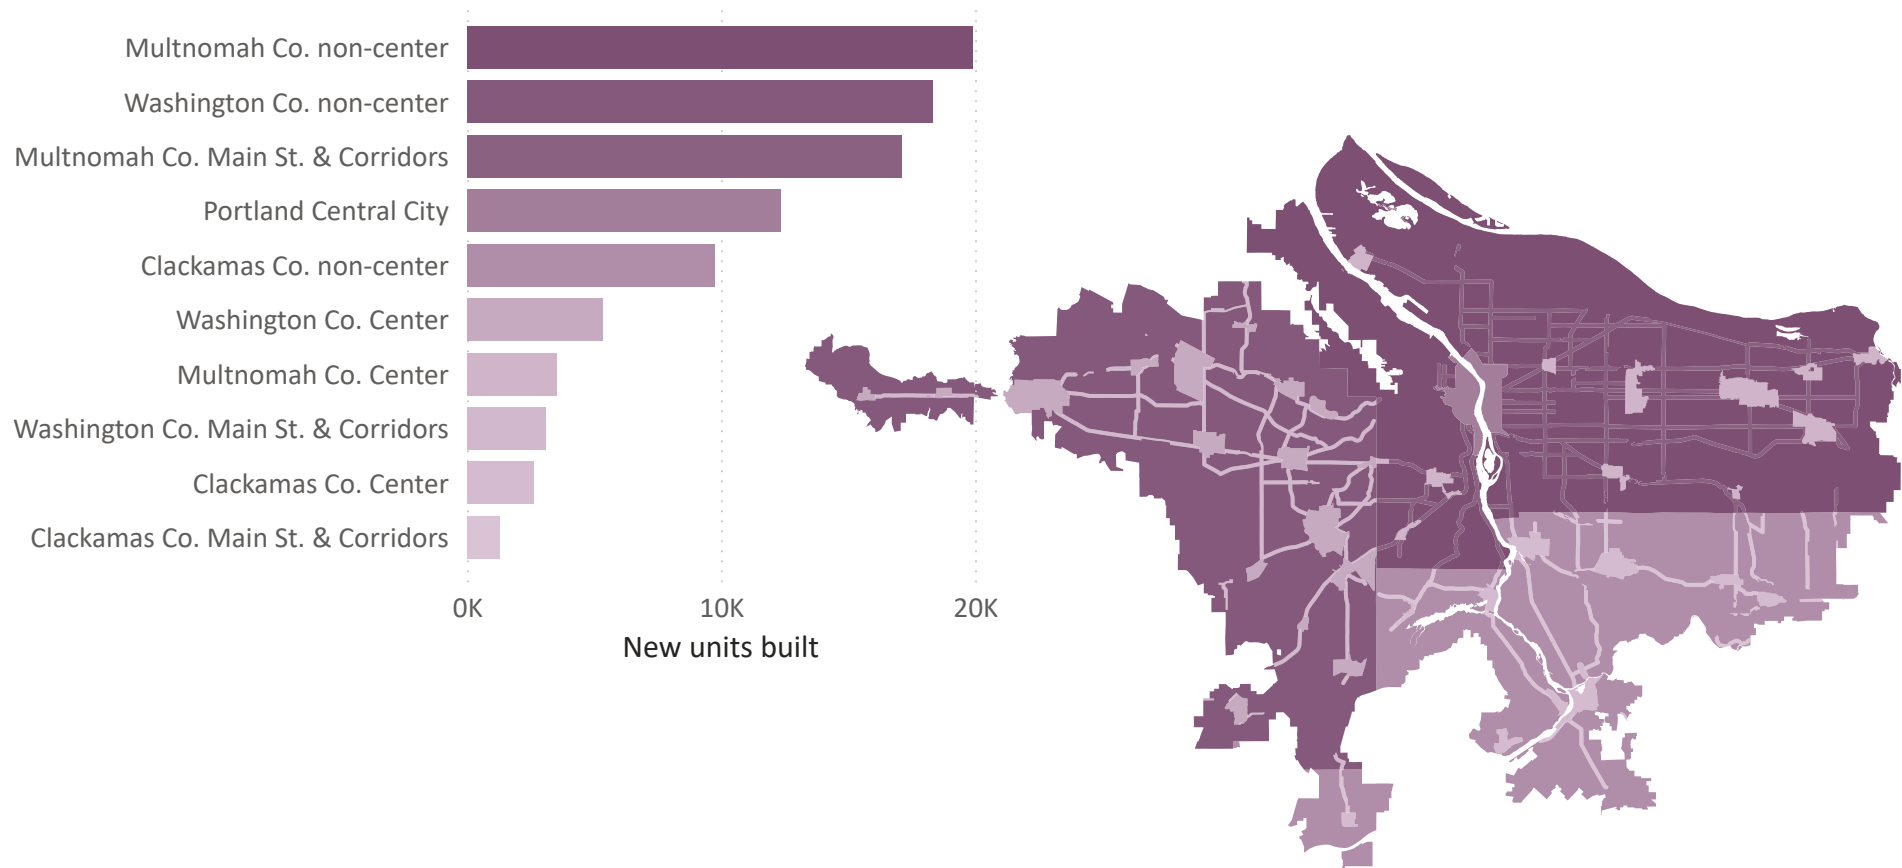 Multnomah Co. non-center
Washington Co. non-center
Multnomah Co. Main St. & Corridors
Portland Central City
Clackamas Co. non-center
Washington Co. Center
Multnomah Co. Center
Washington Co. Main St. & Corridors
Clackamas Co. Center
Clackamas Co. Main St. & Corridors
0K 10K 20K
New units built